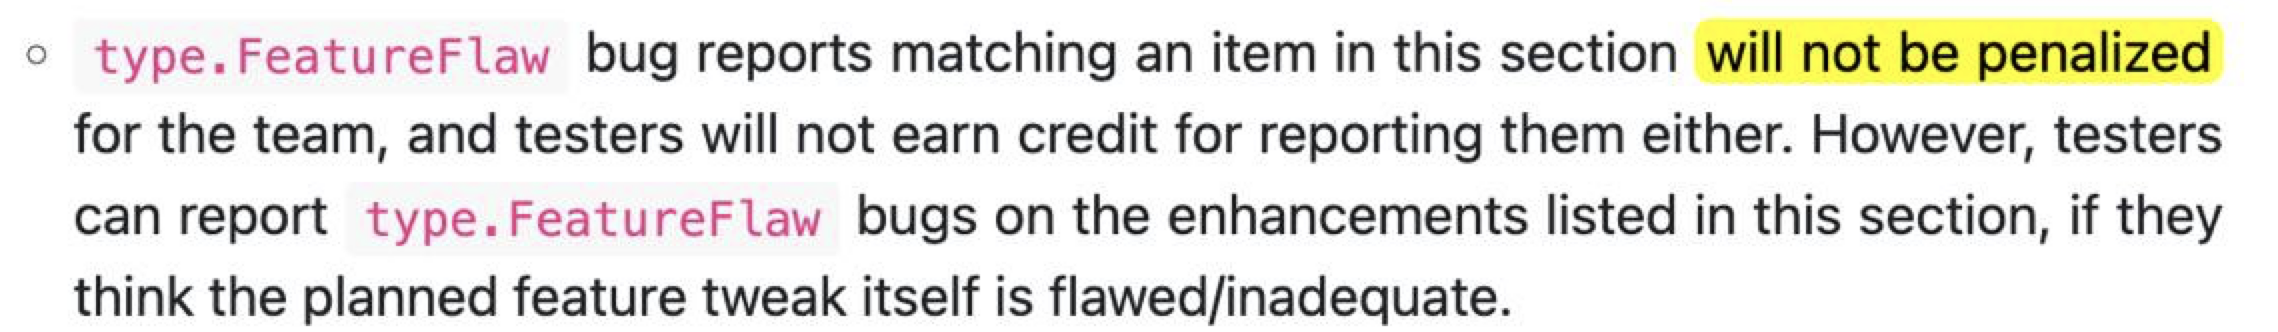 type.FeatureFlaw bug reports matching an item in this section will not be penalized
for the team, and testers will not earn credit for reporting them either. However, testers
can report type.FeatureFlaw bugs on the enhancements listed in this section, if they
think the planned feature tweak itself is flawed/inadequate.